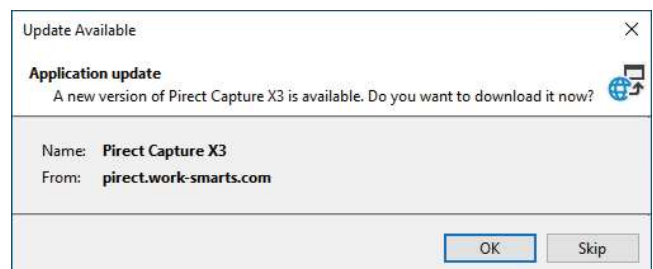 Update Available
Application update
A new version of Pirect Capture X3 is available. Do you want to download it now?
Name: Pirect Capture X3
From: pirect.work-smarts.com
OK Skip